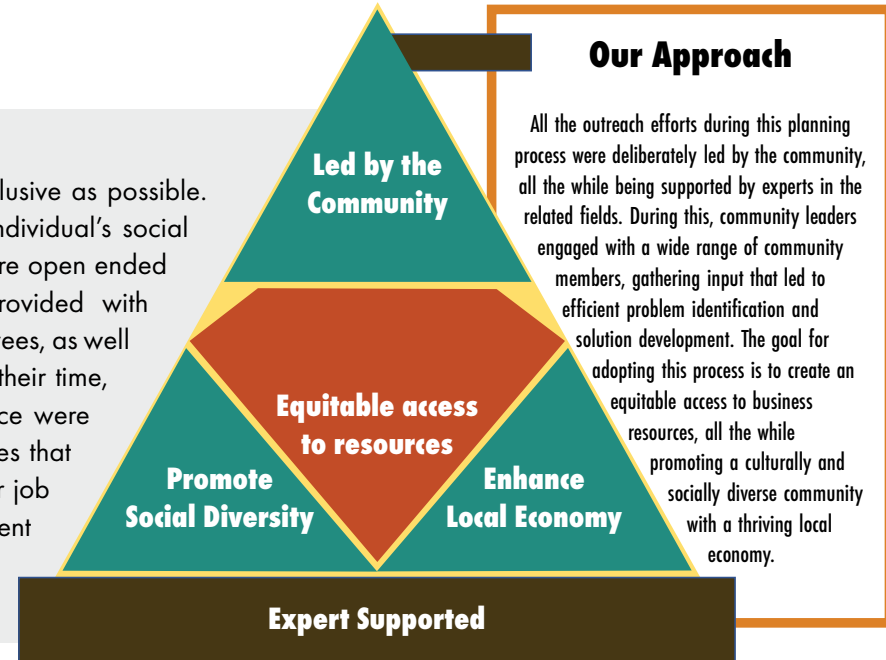 lusive as possible.
ndividual's social
re open ended
rovided with
ees, as well
their time,
ce were
es that
r job
ent
Led by the
Community
Equitable access
to resources
Promote
Social Diversity
Enhance
Local Economy
Expert Supported
Our Approach
All the outreach efforts during this planning
process were deliberately led by the community,
all the while being supported by experts in the
related fields. During this, community leaders
engaged with a wide range of community
members, gathering input that led to
efficient problem identification and
solution development. The goal for
adopting this process is to create an
equitable access to business
resources, all the while
promoting a culturally and
socially diverse community
with a thriving local
economy.